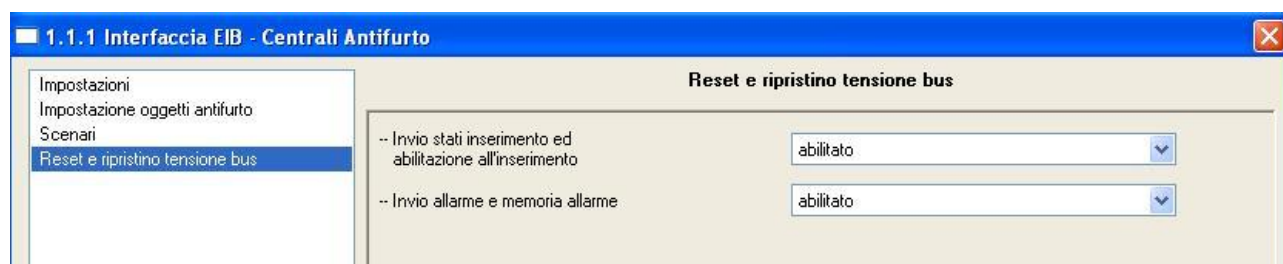 1.1.1 Interfaccia EIB - Centrali Antifurto
Impostazioni
Impostazione oggetti antifurto
Scenari
Reset e ripristino tensione bus
Reset e ripristino tensione bus
-- Invio stati inserimento ed
abilitazione all'inserimento
abilitato
-- Invio allarme e memoria allarme
abilitato